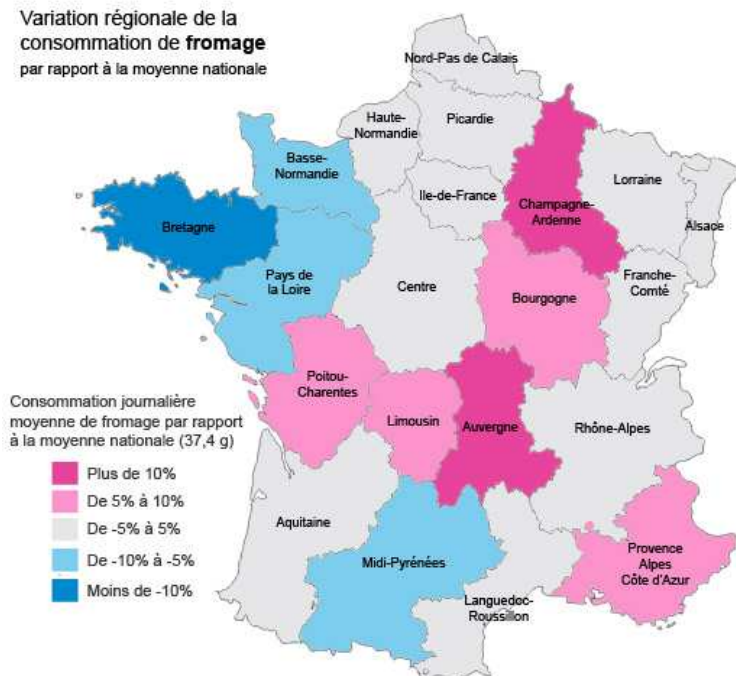 Variation régionale de la
consommation de fromage
par rapport à la moyenne nationale
Nord-Pas de Calais
Haute-
Normandie
Picardie
Basse-
Normandie
Ile-de-France
Champagne-
Ardenne
Lorraine
Alsace
Bretagne
Pays de
la Loire
Centre
Bourgogne
Franche-
Comté
Poitou-
Charentes
Limousin
Auvergne
Rhône-Alpes
Consommation journalière
moyenne de fromage par rapport
à la moyenne nationale (37,4 g)
Plus de 10%
De 5% à 10%
De -5% à 5%
De -10% à -5%
Moins de -10%
Aquitaine
Midi-Pyrénées
Languedoc-
Roussillon
Provence
Alpes
Côte d'Azur